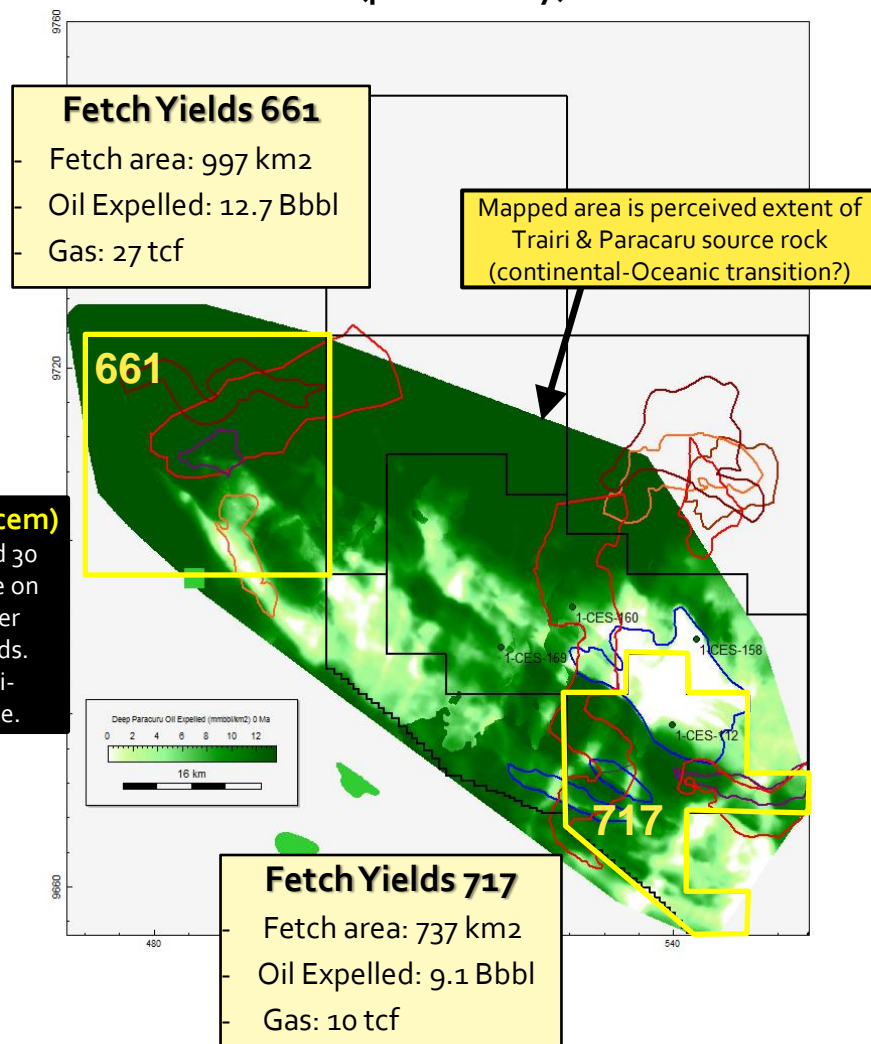 9760
Fetch Yields 661
- Fetch area: 997 km2
- Oil Expelled: 12.7 Bbbl
- Gas: 27 tcf
Mapped area is perceived extent of
Trairi & Paracaru source rock
(continental-Oceanic transition?)
9720
661
cem)
d 30
e on
er
ds.
i-
e.
1-CES-160
1-CES-158
1-CES-159
1-CES-112
Deep Paracuru Oil Expelled (mmbbl/km2) 0 Ma
0 2 4 6 8 10 12
16 km
717
9660
480
540
Fetch Yields 717
- Fetch area: 737 km2
- Oil Expelled: 9.1 Bbbl
- Gas: 10 tcf